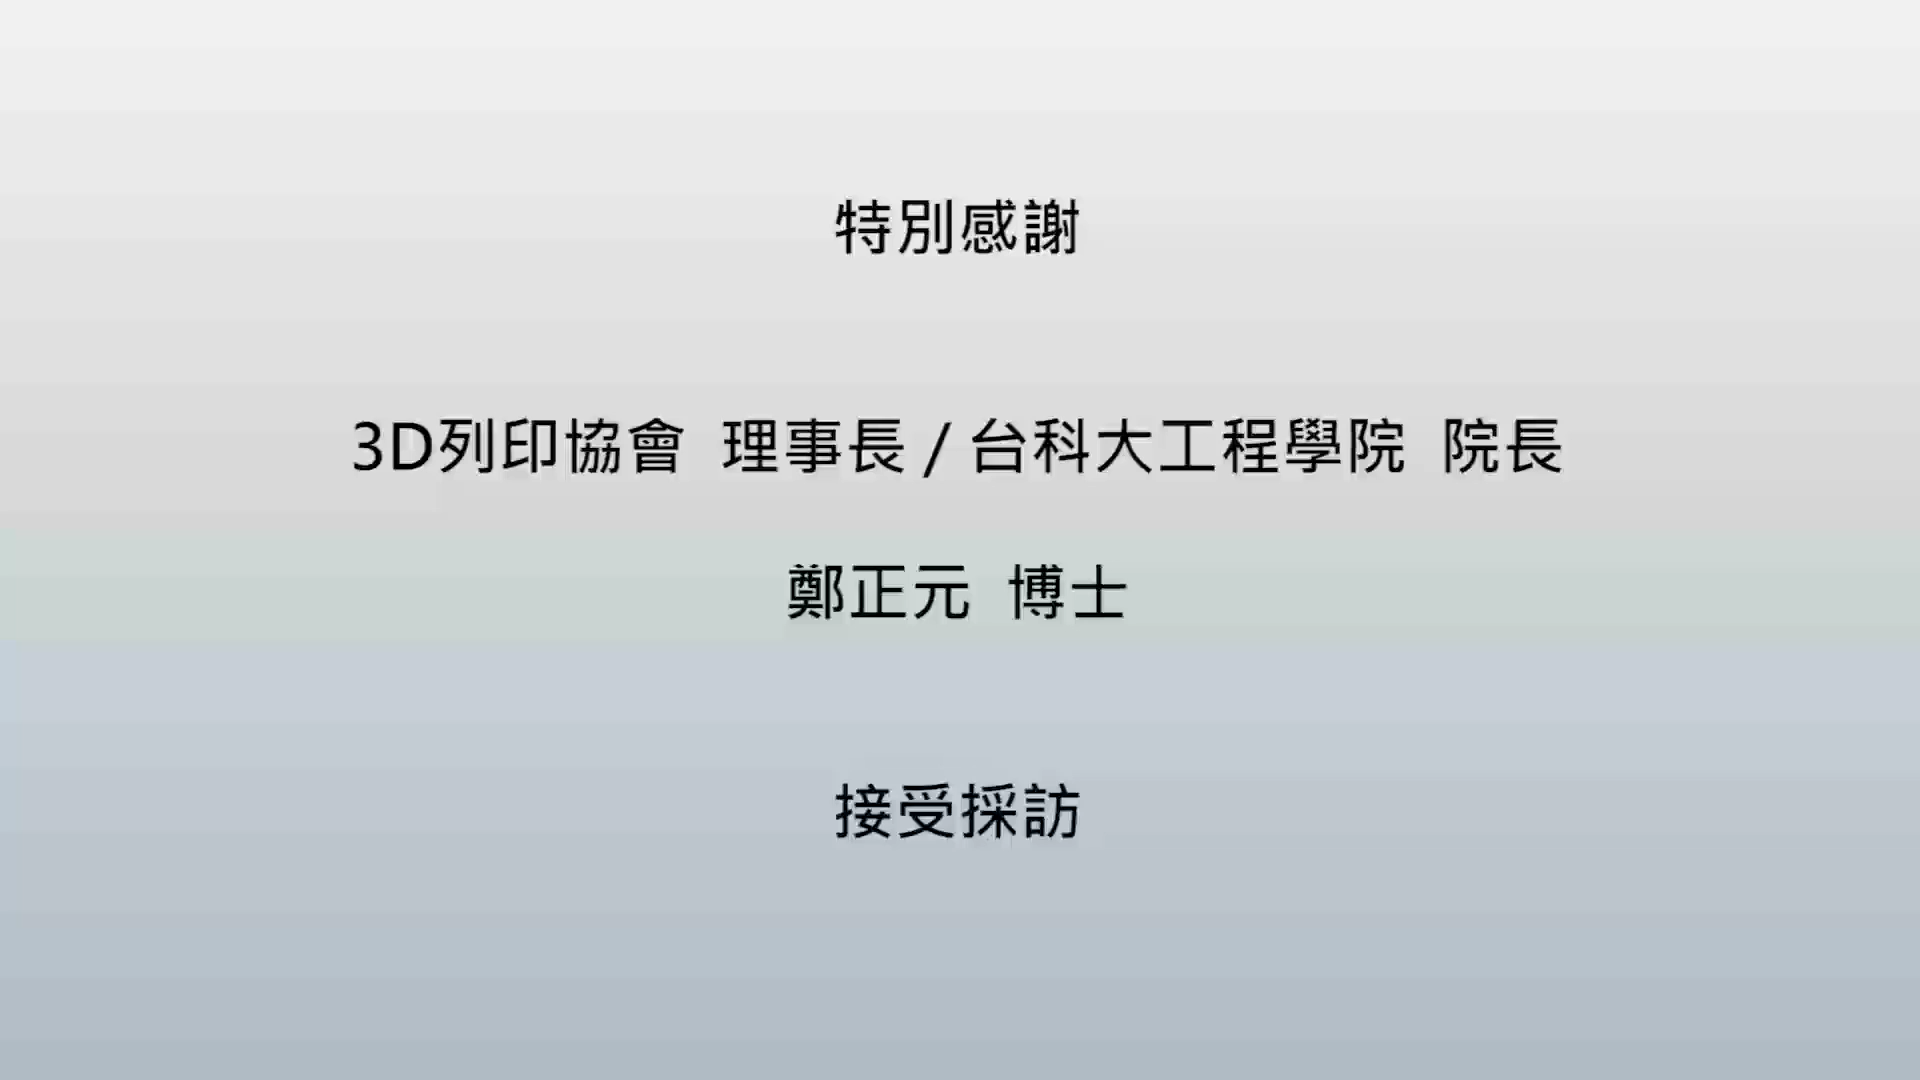 特別感謝
3D列印協會 理事長 / 台科大工程學院 院長
鄭正元 博士
接受採訪